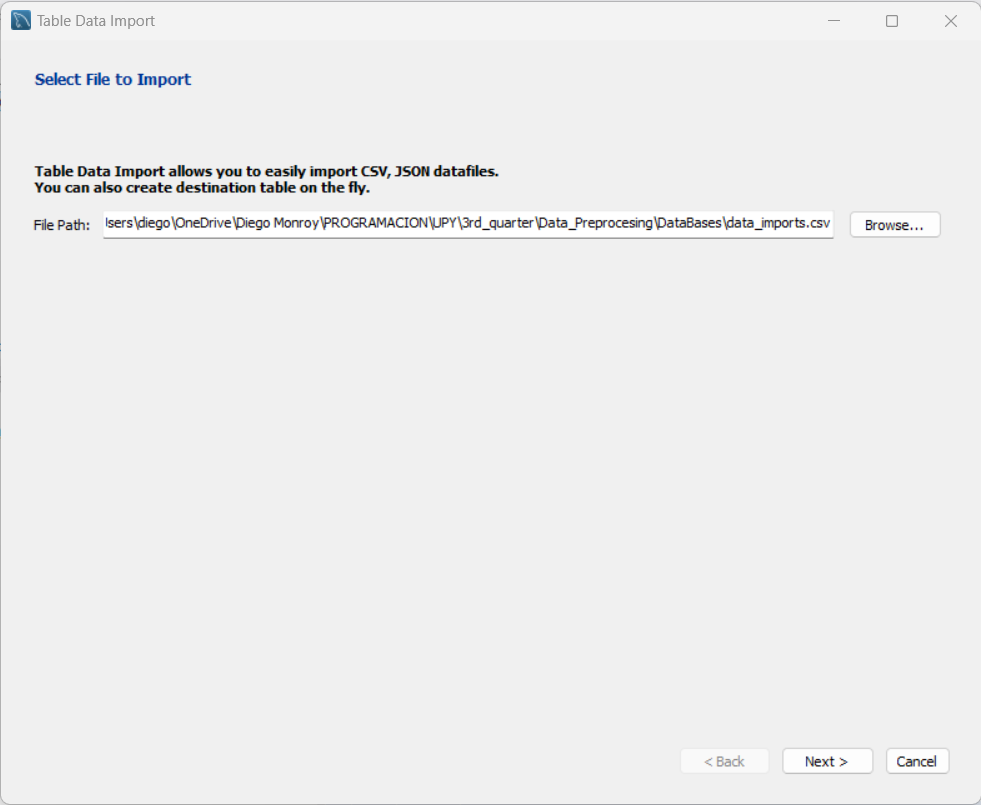 Table Data Import
Select File to Import
Table Data Import allows you to easily import CSV, JSON datafiles.
You can also create destination table on the fly.
File Path: sers\diego\OneDrive\Diego Monroy\PROGRAMACION\UPY\3rd_quarter\Data_Preprocesing\DataBases\data_imports.csv Browse...
< Back Next > Cancel